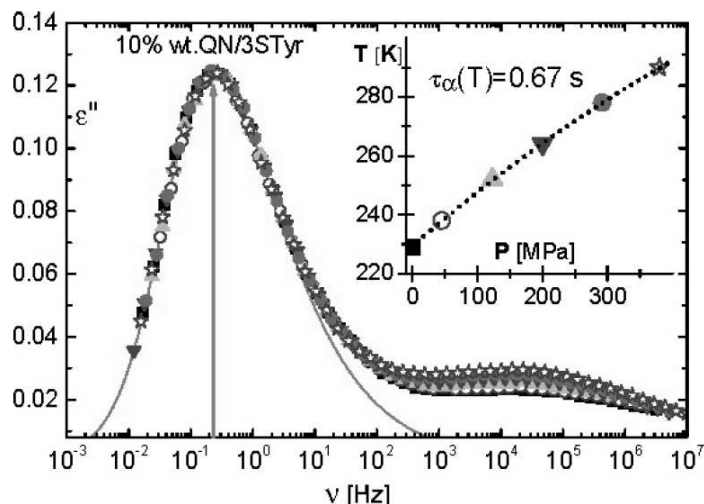 10% wt.QN/3STyr
T [K]
τα(T)=0.67 s
ε''
0.14
0.12
0.10
0.08
0.06
0.04
0.02
280
260
240
220
P [MPa]
0 100 200 300
10⁻³ 10⁻² 10⁻¹ 10⁰ 10¹ 10² 10³ 10⁴ 10⁵ 10⁶ 10⁷
ν [Hz]